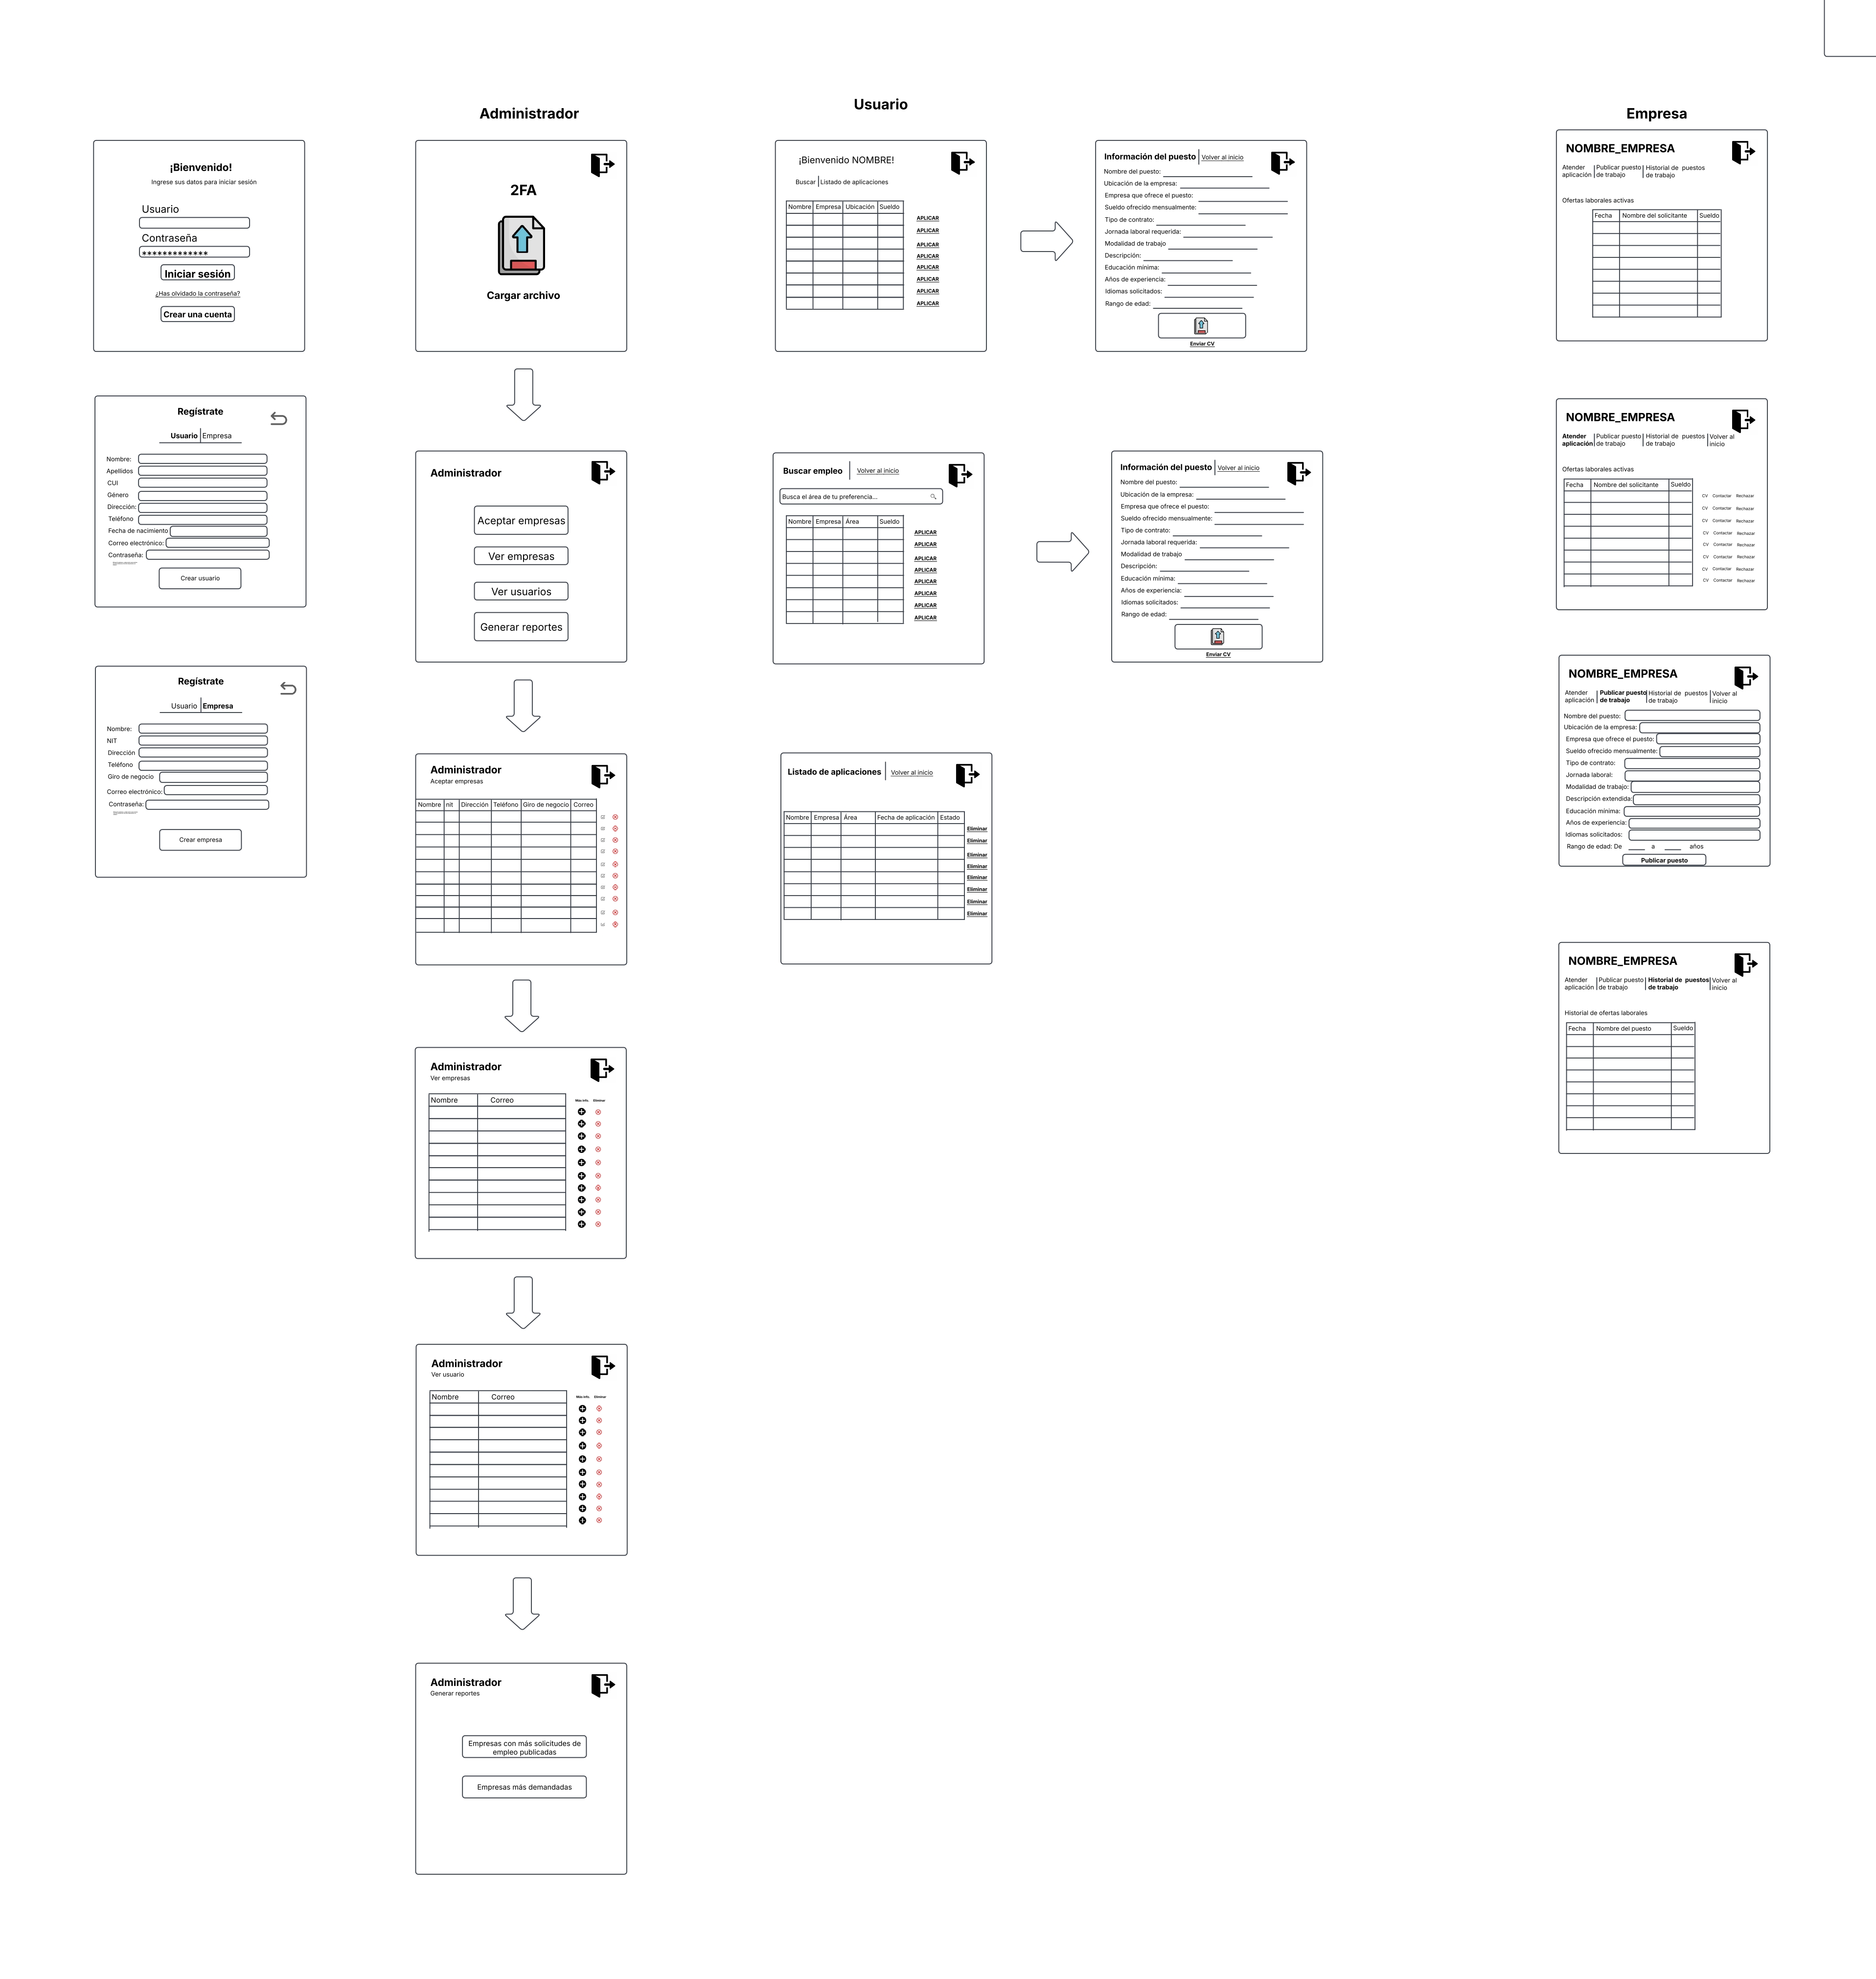 ¡Bienvenido!
Ingrese sus datos para iniciar sesión
Usuario
Contraseña
*************
Iniciar sesión
¿Has olvidado la contraseña?
Crear una cuenta
Regístrate
Usuario Empresa
Nombre:
Apellidos
CUI
Género
Dirección:
Teléfono
Fecha de nacimiento
Correo electrónico:
Contraseña:
Crear usuario
Regístrate
Usuario Empresa
Nombre:
NIT
Dirección
Teléfono
Giro de negocio
Correo electrónico:
Contraseña:
Crear empresa
Administrador
2FA
Cargar archivo
Administrador
Aceptar empresas
Ver empresas
Ver usuarios
Generar reportes
Administrador
Aceptar empresas
Nombre nit Dirección Teléfono Giro de negocio Correo
Administrador
Ver empresas
Nombre Correo Mas info. Eliminar
Administrador
Ver usuario
Nombre Correo Mas info. Eliminar
Administrador
Generar reportes
Empresas con más solicitudes de
empleo publicadas
Empresas más demandadas
Usuario
¡Bienvenido NOMBRE!
Buscar Listado de aplicaciones
Nombre Empresa Ubicación Sueldo
APLICAR
APLICAR
APLICAR
APLICAR
APLICAR
APLICAR
APLICAR
APLICAR
Información del puesto Volver al inicio
Nombre del puesto:
Ubicación de la empresa:
Empresa que ofrece el puesto:
Sueldo ofrecido mensualmente:
Tipo de contrato:
Jornada laboral requerida:
Modalidad de trabajo
Descripción:
Educación mínima:
Años de experiencia:
Idiomas solicitados:
Rango de edad:
Enviar CV
Buscar empleo Volver al inicio
Busca el área de tu preferencia...
Nombre Empresa Área Sueldo
APLICAR
APLICAR
APLICAR
APLICAR
APLICAR
APLICAR
APLICAR
APLICAR
Información del puesto Volver al inicio
Nombre del puesto:
Ubicación de la empresa:
Empresa que ofrece el puesto:
Sueldo ofrecido mensualmente:
Tipo de contrato:
Jornada laboral requerida:
Modalidad de trabajo
Descripción:
Educación mínima:
Años de experiencia:
Idiomas solicitados:
Rango de edad:
Enviar CV
Listado de aplicaciones Volver al inicio
Nombre Empresa Área Fecha de aplicación Estado
Eliminar
Eliminar
Eliminar
Eliminar
Eliminar
Eliminar
Eliminar
Eliminar
Empresa
NOMBRE_EMPRESA
Atender Publicar puesto Historial de puestos
aplicación de trabajo de trabajo
Ofertas laborales activas
Fecha Nombre del solicitante Sueldo
NOMBRE_EMPRESA
Atender Publicar puesto Historial de puestos Volver al
aplicación de trabajo de trabajo inicio
Ofertas laborales activas
Fecha Nombre del solicitante Sueldo
CV Contactar Rechazar
CV Contactar Rechazar
CV Contactar Rechazar
CV Contactar Rechazar
CV Contactar Rechazar
CV Contactar Rechazar
CV Contactar Rechazar
CV Contactar Rechazar
NOMBRE_EMPRESA
Atender Publicar puesto Historial de puestos Volver al
aplicación de trabajo de trabajo inicio
Nombre del puesto:
Ubicación de la empresa:
Empresa que ofrece el puesto:
Sueldo ofrecido mensualmente:
Tipo de contrato:
Jornada laboral:
Modalidad de trabajo:
Descripción extendida:
Educación mínima:
Años de experiencia:
Idiomas solicitados:
Rango de edad: De ____ a ____ años
Publicar puesto
NOMBRE_EMPRESA
Atender Publicar puesto Historial de puestos Volver al
aplicación de trabajo de trabajo inicio
Historial de ofertas laborales
Fecha Nombre del puesto Sueldo